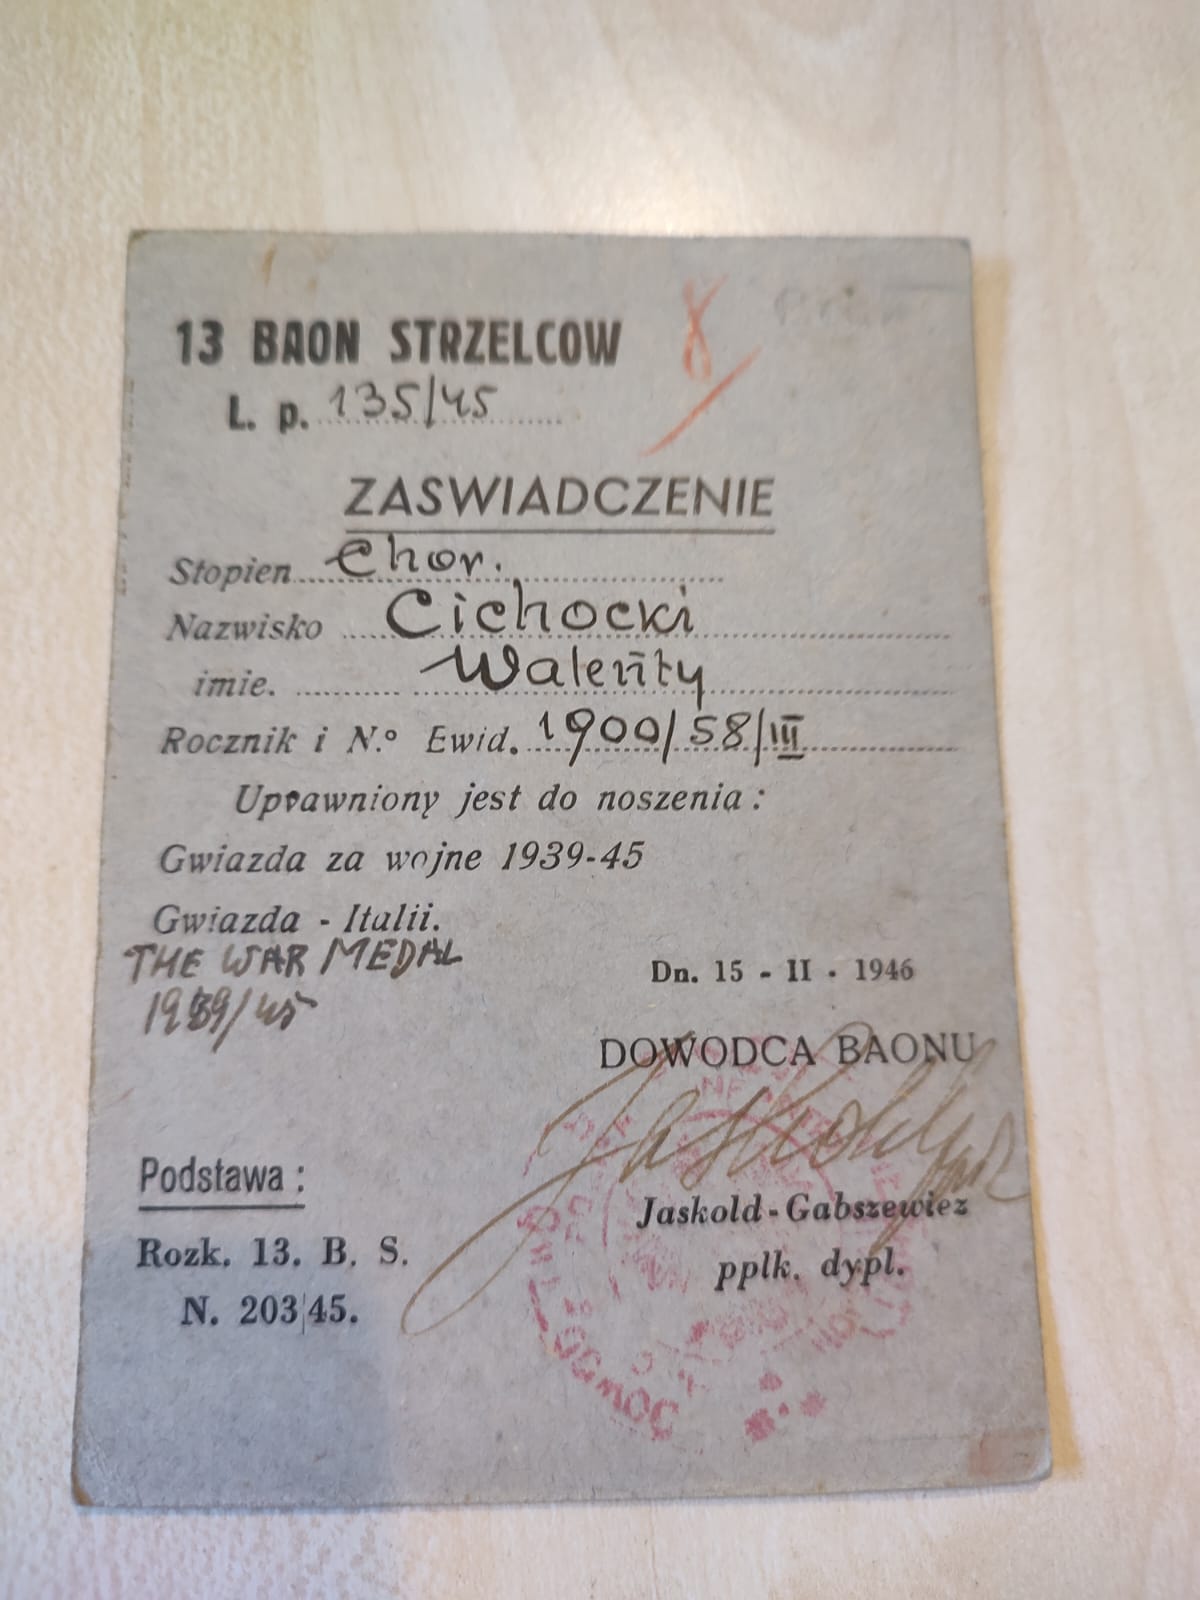 13 BAON STRZELCOW
L. p. 135/45
ZASWIADCZENIE
Stopien Chor.
Nazwisko Cichocki
imie. Walenty
Rocznik i N.º Ewid. 1900/58/III
Uprawniony jest do noszenia :
Gwiazda za wojne 1939-45
Gwiazda - Italii.
THE WAR MEDAL
1939/45
Dn. 15 - II - 1946
DOWODCA BAONU
Jaskold-Gabszewicz
pplk. dypl.
Podstawa :
Rozk. 13. B. S.
N. 203/45.